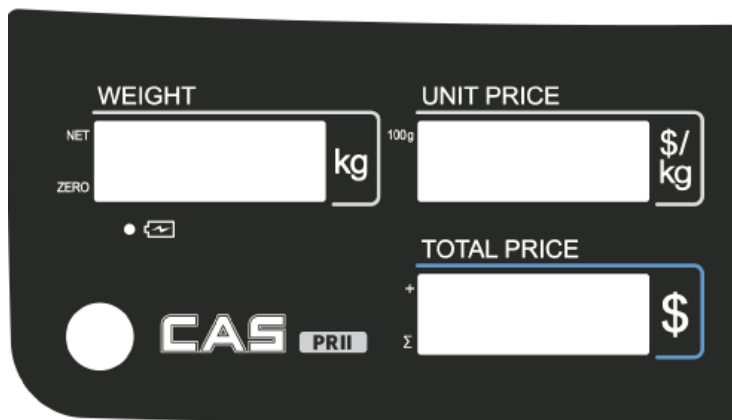 WEIGHT
NET
ZERO
kg
UNIT PRICE
100g
$/
kg
TOTAL PRICE
+
Σ
$
CAS PRII